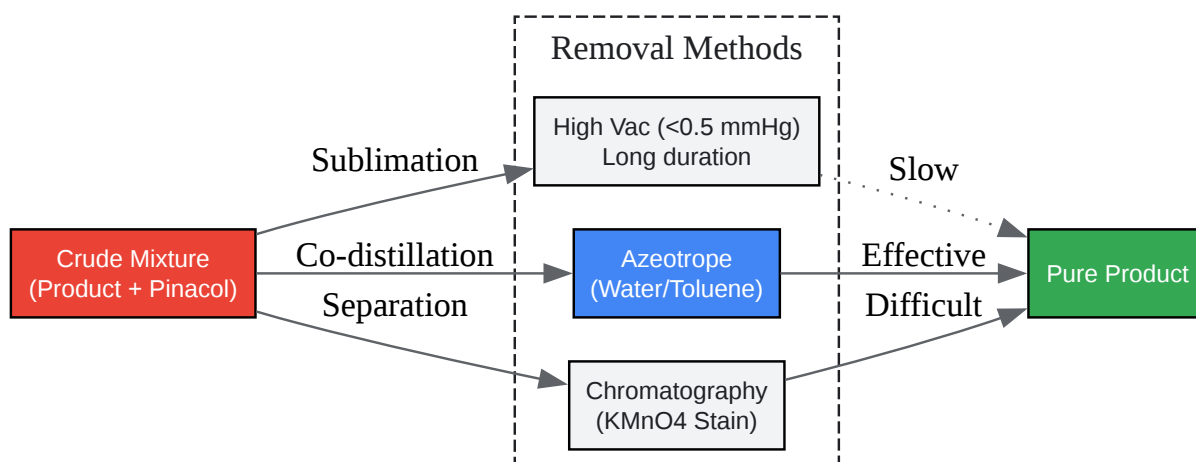 Removal Methods
High Vac (<0.5 mmHg)
Long duration
Sublimation
Slow
Crude Mixture
(Product + Pinacol)
Co-distillation
Azeotrope
(Water/Toluene)
Effective
Pure Product
Separation
Difficult
Chromatography
(KMnO4 Stain)